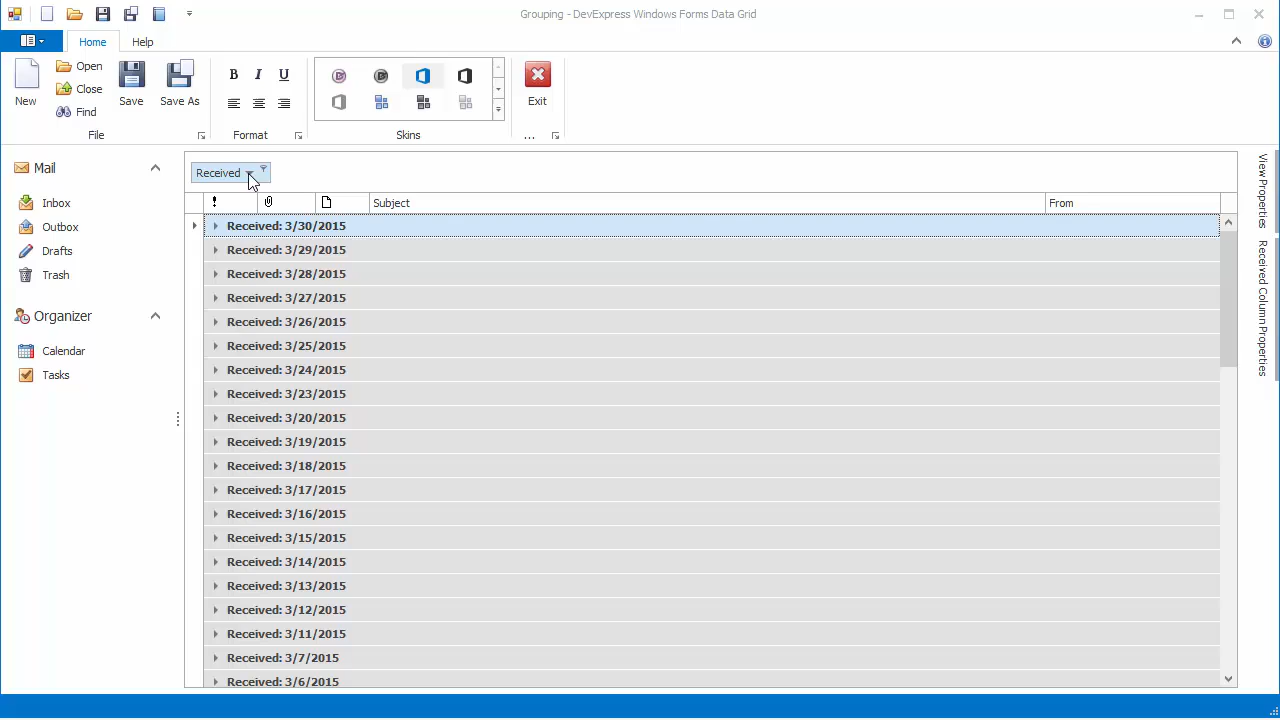 Grouping - DevExpress Windows Forms Data Grid
Home
Help
New
Open
Close
Find
Save
Save As
B
I
U
Exit
File
Format
Skins
...
Mail
Inbox
Outbox
Drafts
Trash
Organizer
Calendar
Tasks
Received
Subject
From
Received: 3/30/2015
Received: 3/29/2015
Received: 3/28/2015
Received: 3/27/2015
Received: 3/26/2015
Received: 3/25/2015
Received: 3/24/2015
Received: 3/23/2015
Received: 3/20/2015
Received: 3/19/2015
Received: 3/18/2015
Received: 3/17/2015
Received: 3/16/2015
Received: 3/15/2015
Received: 3/14/2015
Received: 3/13/2015
Received: 3/12/2015
Received: 3/11/2015
Received: 3/7/2015
Received: 3/6/2015
View Properties
Received Column Properties